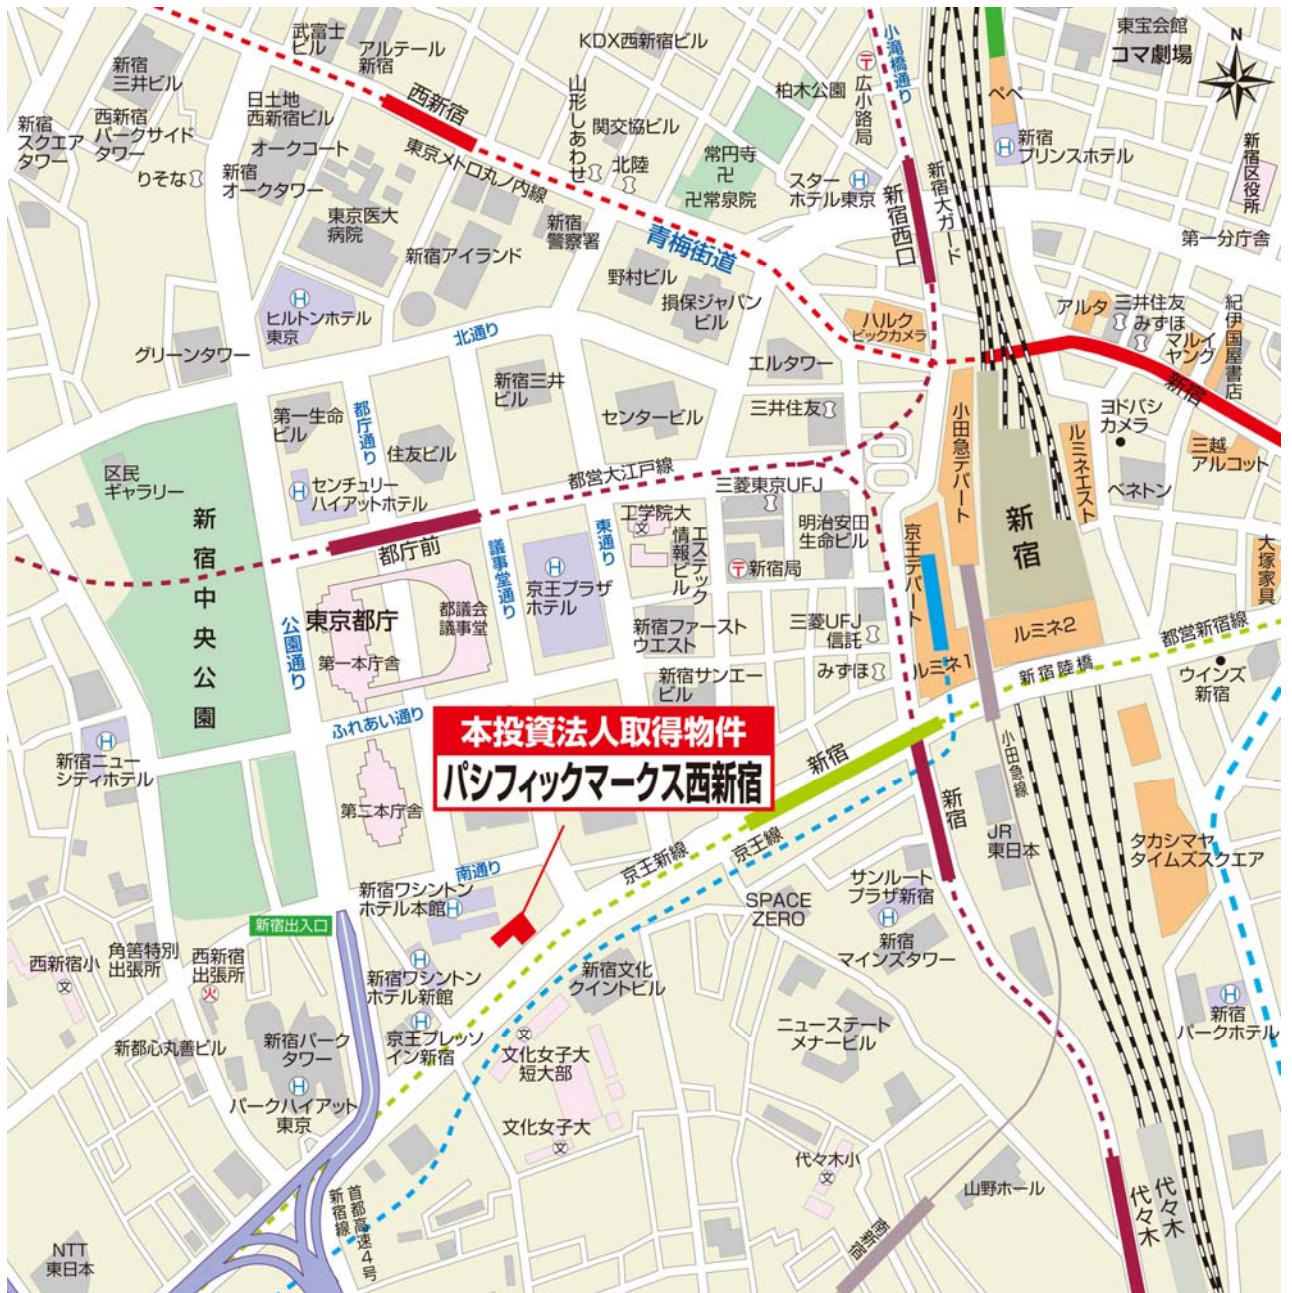 東宝会館
コマ劇場
N
武富士
ビル
アルテール
新宿
KDX西新宿ビル
小滝橋通り
新宿
三井ビル
西新宿
日土地
西新宿ビル
山形しあわせ
柏木公園
広小路局
ペペ
新宿
スクエア
タワー
西新宿
パークサイド
タワー
オークコート
東京メトロ丸ノ内線
関交協ビル
常円寺
卍
新宿
プリンスホテル
新宿区役所
りそな
新宿
オークタワー
北陸
卍常泉院
スター
ホテル東京
H
H
新宿西口
新宿大ガード
東京医大
病院
新宿
警察署
青梅街道
第一分庁舎
新宿アイランド
野村ビル
損保ジャパン
ビル
H
ヒルトンホテル
東京
北通り
ハルク
ビックカメラ
アルタ
三井住友
みずほ
マルイ
ヤング
紀伊国屋書店
グリーンタワー
新宿三井
ビル
エルタワー
新宿
第一生命
ビル
都庁通り
センタービル
三井住友
小田急デパート
ルミネエスト
ヨドバシ
カメラ
三越
アルコット
住友ビル
区民
ギャラリー
H
センチュリー
ハイアットホテル
都営大江戸線
三菱東京UFJ
ベネトン
新宿中央公園
都庁前
議事堂通り
東通り
工学院大
文
エステック
情報ビル
明治安田
生命ビル
京王デパート
新宿
大塚家具
H
京王プラザ
ホテル
新宿局
公園通り
東京都庁
第一本庁舎
都議会
議事堂
新宿ファースト
ウエスト
三菱UFJ
信託
ルミネ2
都営新宿線
新宿サンエー
ビル
みずほ
ルミネ1
新宿陸橋
ウインズ
新宿
ふれあい通り
本投資法人取得物件
パシフィックマークス西新宿
H
新宿ニュー
シティホテル
新宿
新宿
小田急線
第二本庁舎
JR
東日本
タカシマヤ
タイムズスクエア
南通り
京王新線
京王線
新宿ワシントン
ホテル本館H
SPACE
ZERO
サンルート
プラザ新宿
H
新宿出入口
角筈特別
出張所
西新宿
出張所
火
西新宿小
文
H
新宿ワシントン
ホテル新館
新宿文化
クイントビル
新宿
マインズタワー
H
新宿
パークホテル
新都心丸善ビル
新宿パーク
タワー
H
京王プレッソ
イン新宿
文
文化女子大
短大部
ニューステート
メナービル
H
パークハイアット
東京
文化女子大
文
代々木小
文
山野ホール
首都高速4号
新宿線
南新宿
代々木
代々木
NTT
東日本